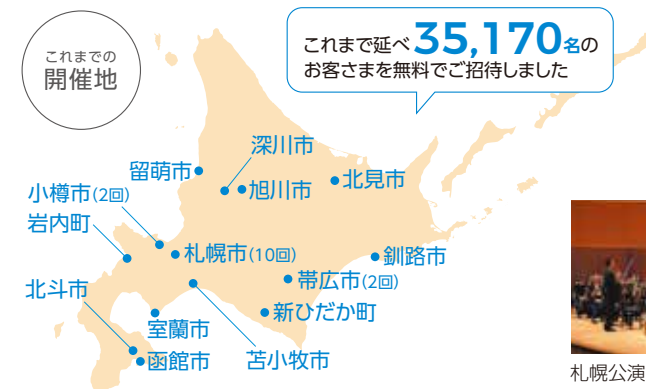 これまでの
開催地
これまで延べ35,170名の
お客さまを無料でご招待しました
深川市
留萌市
旭川市
北見市
小樽市(2回)
岩内町
札幌市(10回)
釧路市
帯広市(2回)
北斗市
新ひだか町
室蘭市
函館市
苫小牧市
札幌公演